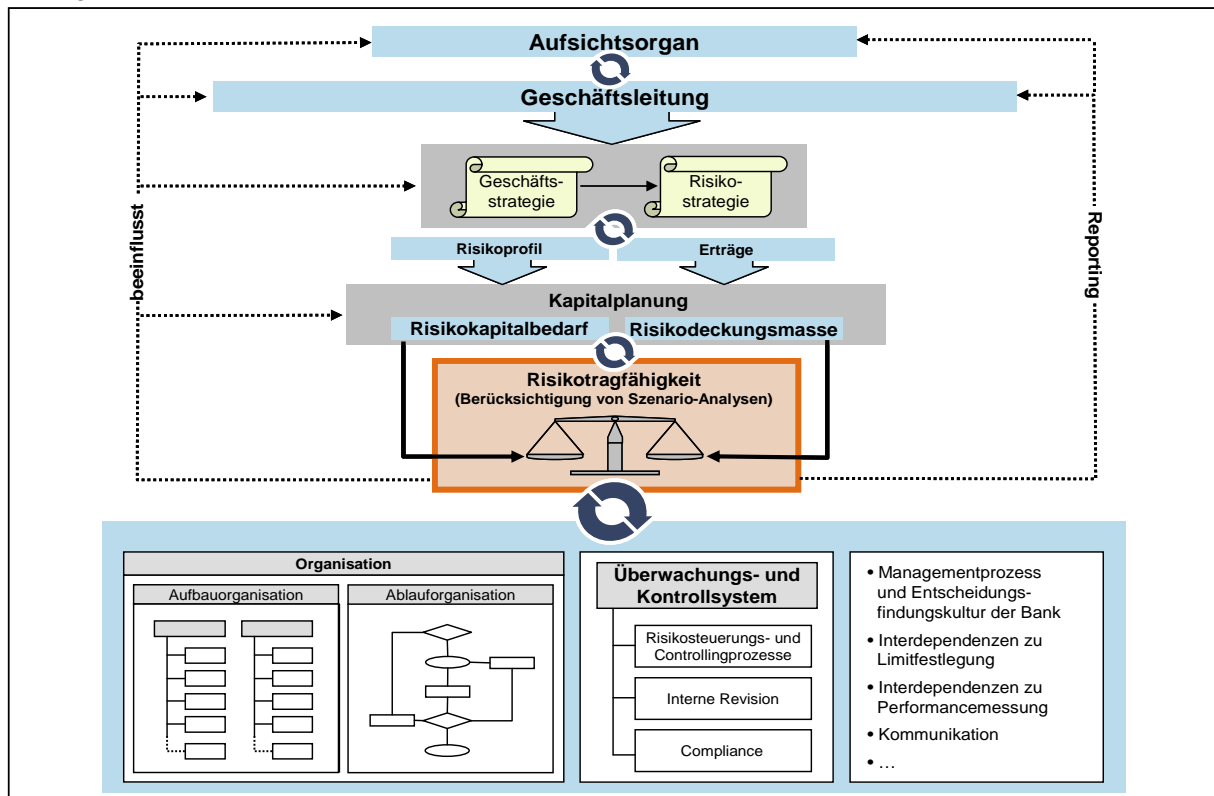 Aufsichtsorgan
Geschäftsleitung
Geschäfts-
strategie
Risiko-
strategie
beeinflusst
Reporting
Risikoprofil
Erträge
Kapitalplanung
Risikokapitalbedarf
Risikodeckungsmasse
Risikotragfähigkeit
(Berücksichtigung von Szenario-Analysen)
Organisation
Aufbauorganisation
Ablauforganisation
Überwachungs- und
Kontrollsystem
Risikosteuerungs- und
Controllingprozesse
Interne Revision
Compliance
• Managementprozess
und Entscheidungs-
findungskultur der Bank
• Interdependenzen zu
Limitfestlegung
• Interdependenzen zu
Performancemessung
• Kommunikation
• …